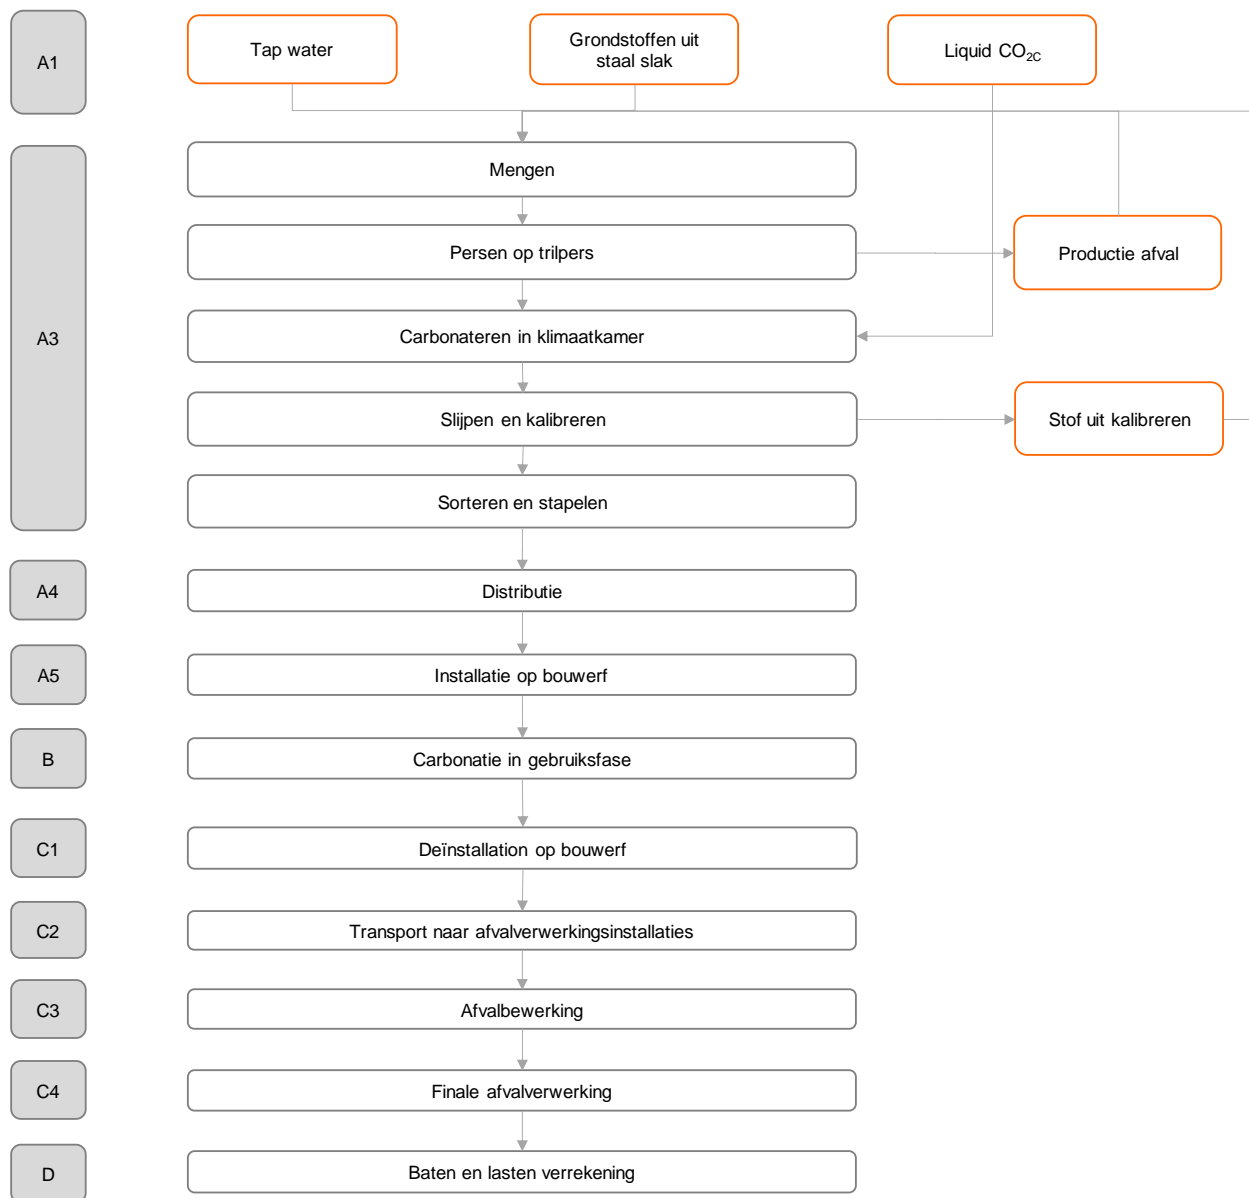 A1
Tap water
Grondstoffen uit
staal slak
Liquid CO2C
A3
Mengen
Persen op trilpers
Productie afval
Carbonateren in klimaatkamer
Slijpen en kalibreren
Stof uit kalibreren
Sorteren en stapelen
A4
Distributie
A5
Installatie op bouwerf
B
Carbonatie in gebruiksfase
C1
Deïnstallation op bouwerf
C2
Transport naar afvalverwerkingsinstallaties
C3
Afvalbewerking
C4
Finale afvalverwerking
D
Baten en lasten verrekening